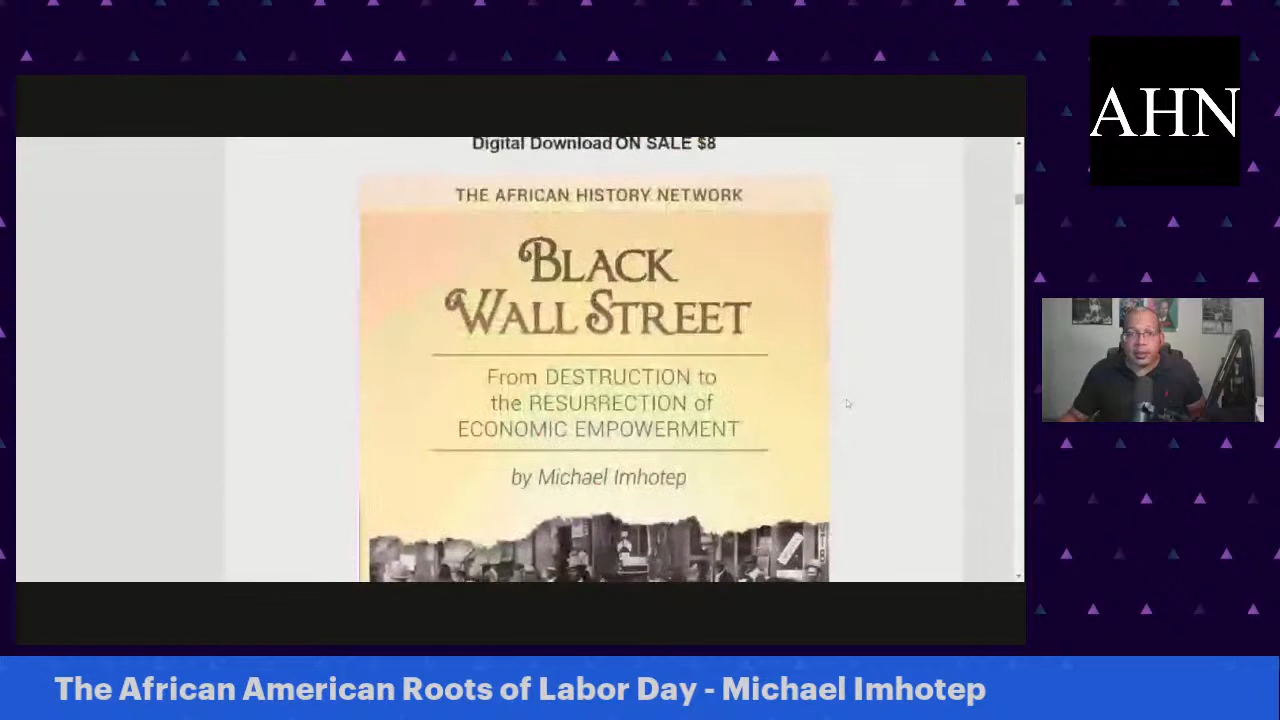 Digital Download ON SALE $8
THE AFRICAN HISTORY NETWORK
BLACK
WALL STREET
From DESTRUCTION to
the RESURRECTION of
ECONOMIC EMPOWERMENT
by Michael Imhotep
AHN
The African American Roots of Labor Day - Michael Imhotep